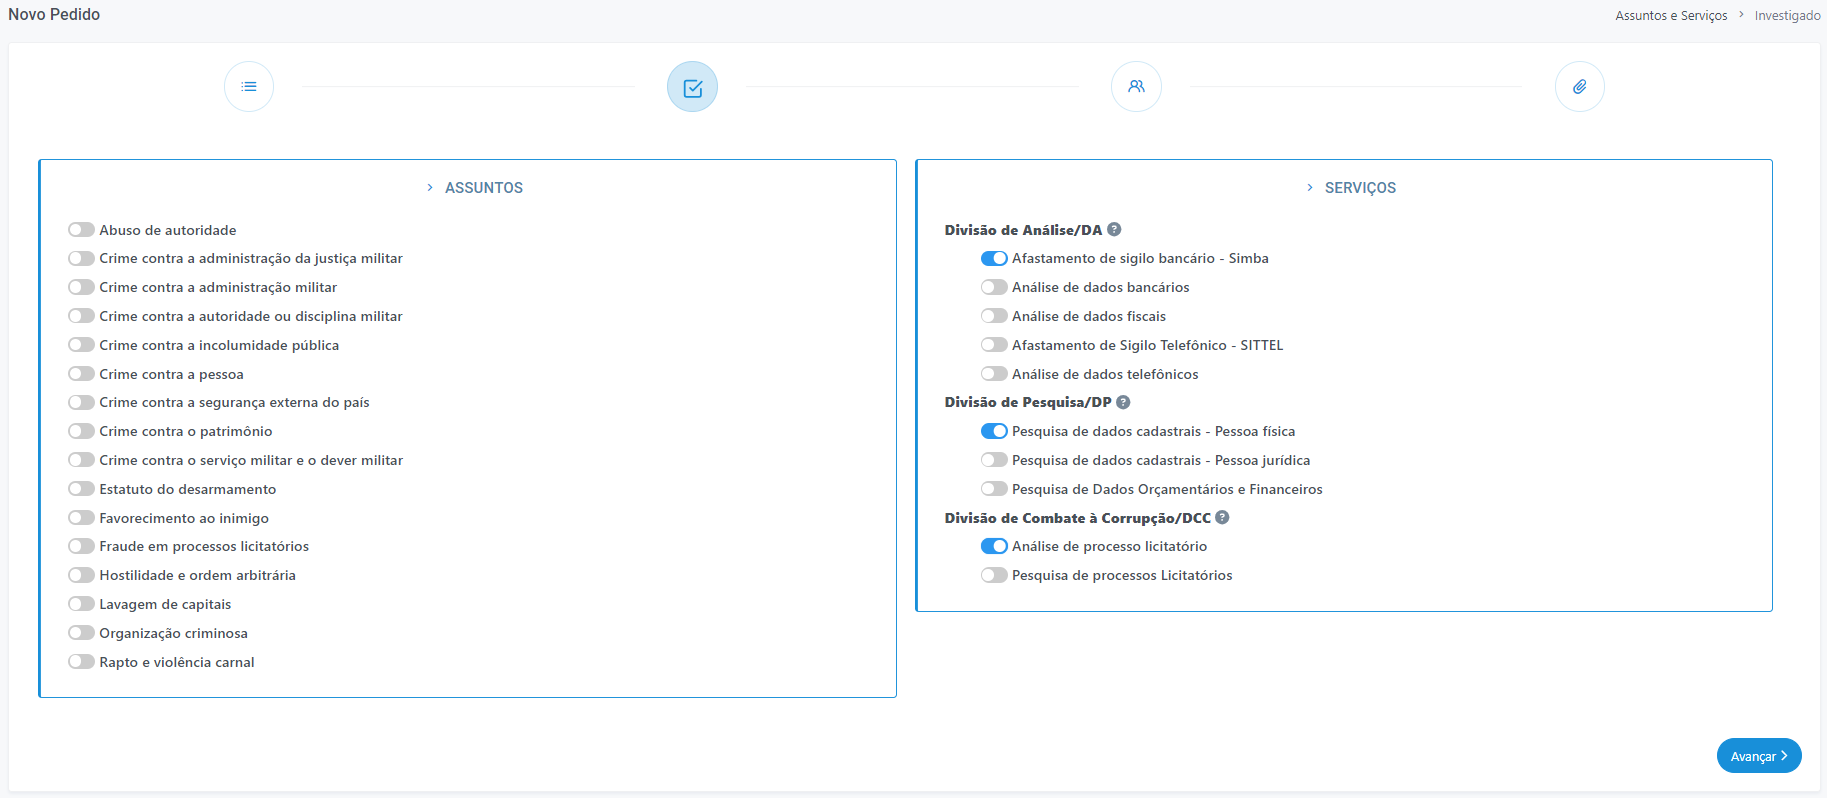 Novo Pedido
Assuntos e Serviços > Investigado
> ASSUNTOS
Abuso de autoridade
Crime contra a administração da justiça militar
Crime contra a administração militar
Crime contra a autoridade ou disciplina militar
Crime contra a incolumidade pública
Crime contra a pessoa
Crime contra a segurança externa do país
Crime contra o patrimônio
Crime contra o serviço militar e o dever militar
Estatuto do desarmamento
Favorecimento ao inimigo
Fraude em processos licitatórios
Hostilidade e ordem arbitrária
Lavagem de capitais
Organização criminosa
Rapto e violência carnal
> SERVIÇOS
Divisão de Análise/DA ?
Afastamento de sigilo bancário - Simba
Análise de dados bancários
Análise de dados fiscais
Afastamento de Sigilo Telefônico - SITTEL
Análise de dados telefônicos
Divisão de Pesquisa/DP ?
Pesquisa de dados cadastrais - Pessoa física
Pesquisa de dados cadastrais - Pessoa jurídica
Pesquisa de Dados Orçamentários e Financeiros
Divisão de Combate à Corrupção/DCC ?
Análise de processo licitatório
Pesquisa de processos Licitatórios
Avançar >